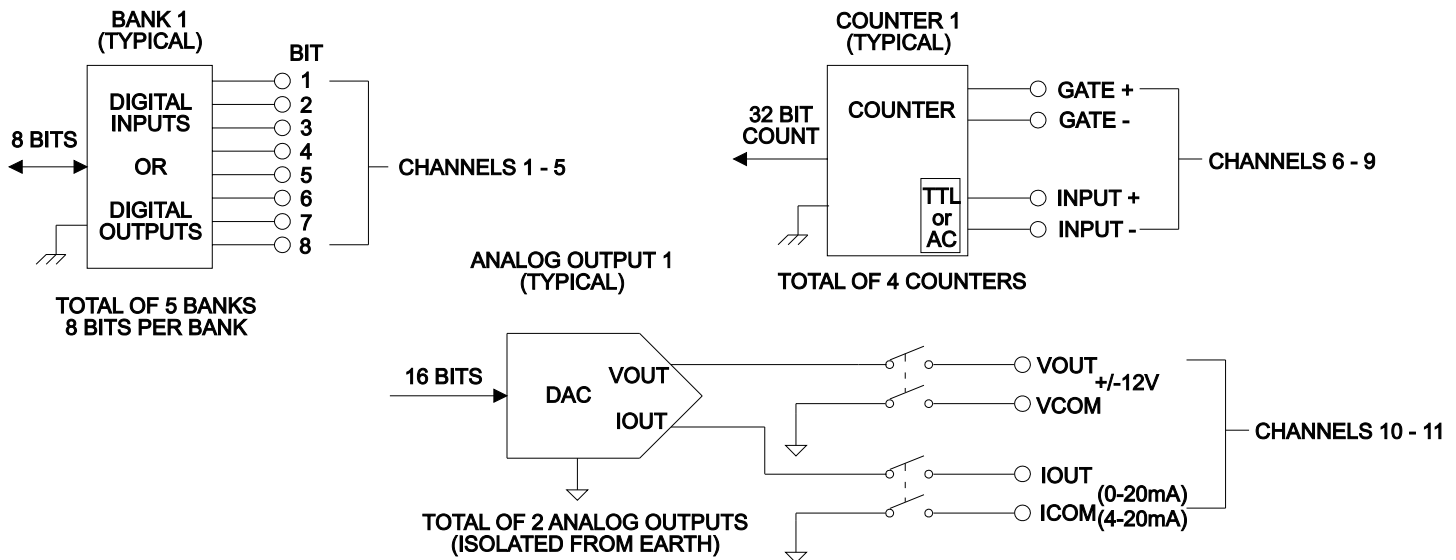 BANK 1
(TYPICAL)
BIT
1
2
3
4
5
6
7
8
DIGITAL
INPUTS
OR
DIGITAL
OUTPUTS
8 BITS
CHANNELS 1 - 5
TOTAL OF 5 BANKS
8 BITS PER BANK
COUNTER 1
(TYPICAL)
32 BIT
COUNT
COUNTER
TTL
or
AC
GATE +
GATE -
INPUT +
INPUT -
CHANNELS 6 - 9
TOTAL OF 4 COUNTERS
ANALOG OUTPUT 1
(TYPICAL)
16 BITS
DAC
VOUT
IOUT
VOUT
+/-12V
VCOM
IOUT
(0-20mA)
ICOM (4-20mA)
CHANNELS 10 - 11
TOTAL OF 2 ANALOG OUTPUTS
(ISOLATED FROM EARTH)